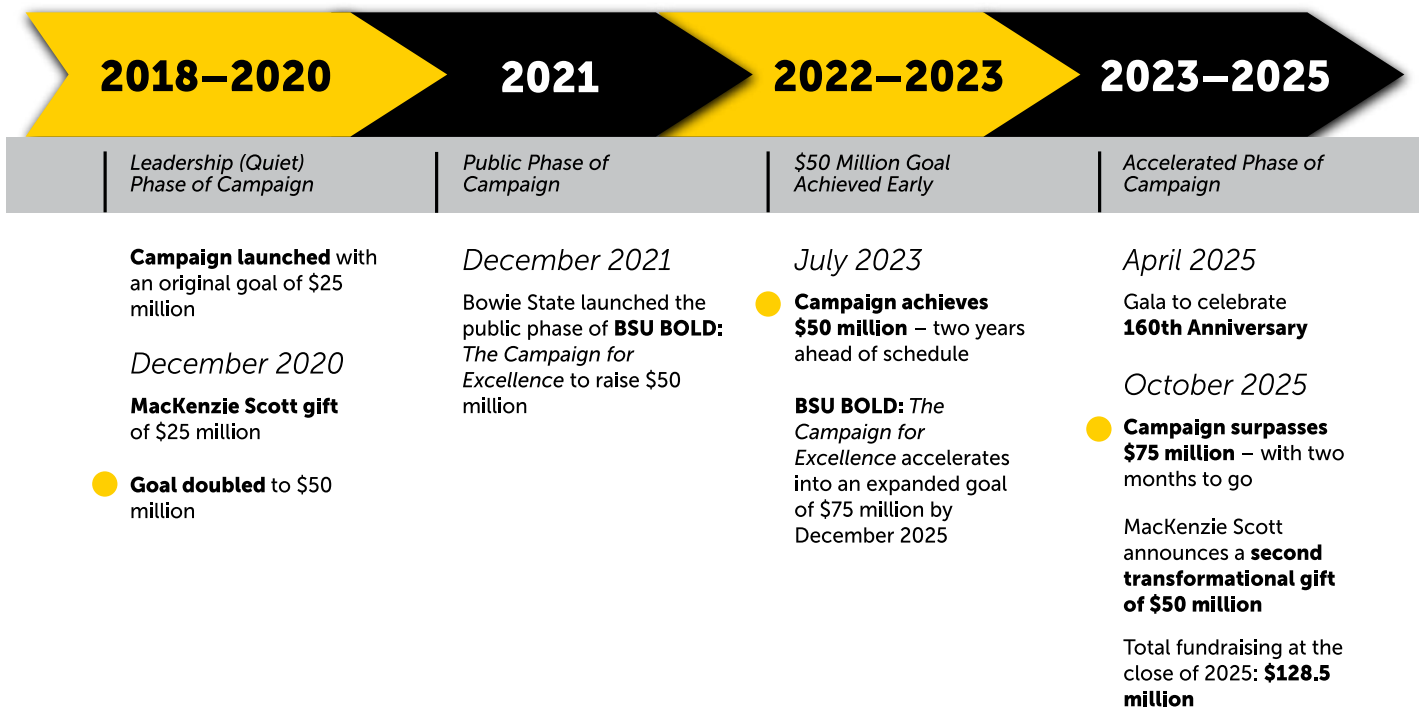 2018–2020
2021
2022–2023
2023–2025
Leadership (Quiet)
Phase of Campaign
Public Phase of
Campaign
$50 Million Goal
Achieved Early
Accelerated Phase of
Campaign
Campaign launched with
an original goal of $25
million
December 2020
MacKenzie Scott gift
of $25 million
Goal doubled to $50
million
December 2021
Bowie State launched the
public phase of BSU BOLD:
The Campaign for
Excellence to raise $50
million
July 2023
Campaign achieves
$50 million – two years
ahead of schedule
BSU BOLD: The
Campaign for
Excellence accelerates
into an expanded goal
of $75 million by
December 2025
April 2025
Gala to celebrate
160th Anniversary
October 2025
Campaign surpasses
$75 million – with two
months to go
MacKenzie Scott
announces a second
transformational gift
of $50 million
Total fundraising at the
close of 2025: $128.5
million